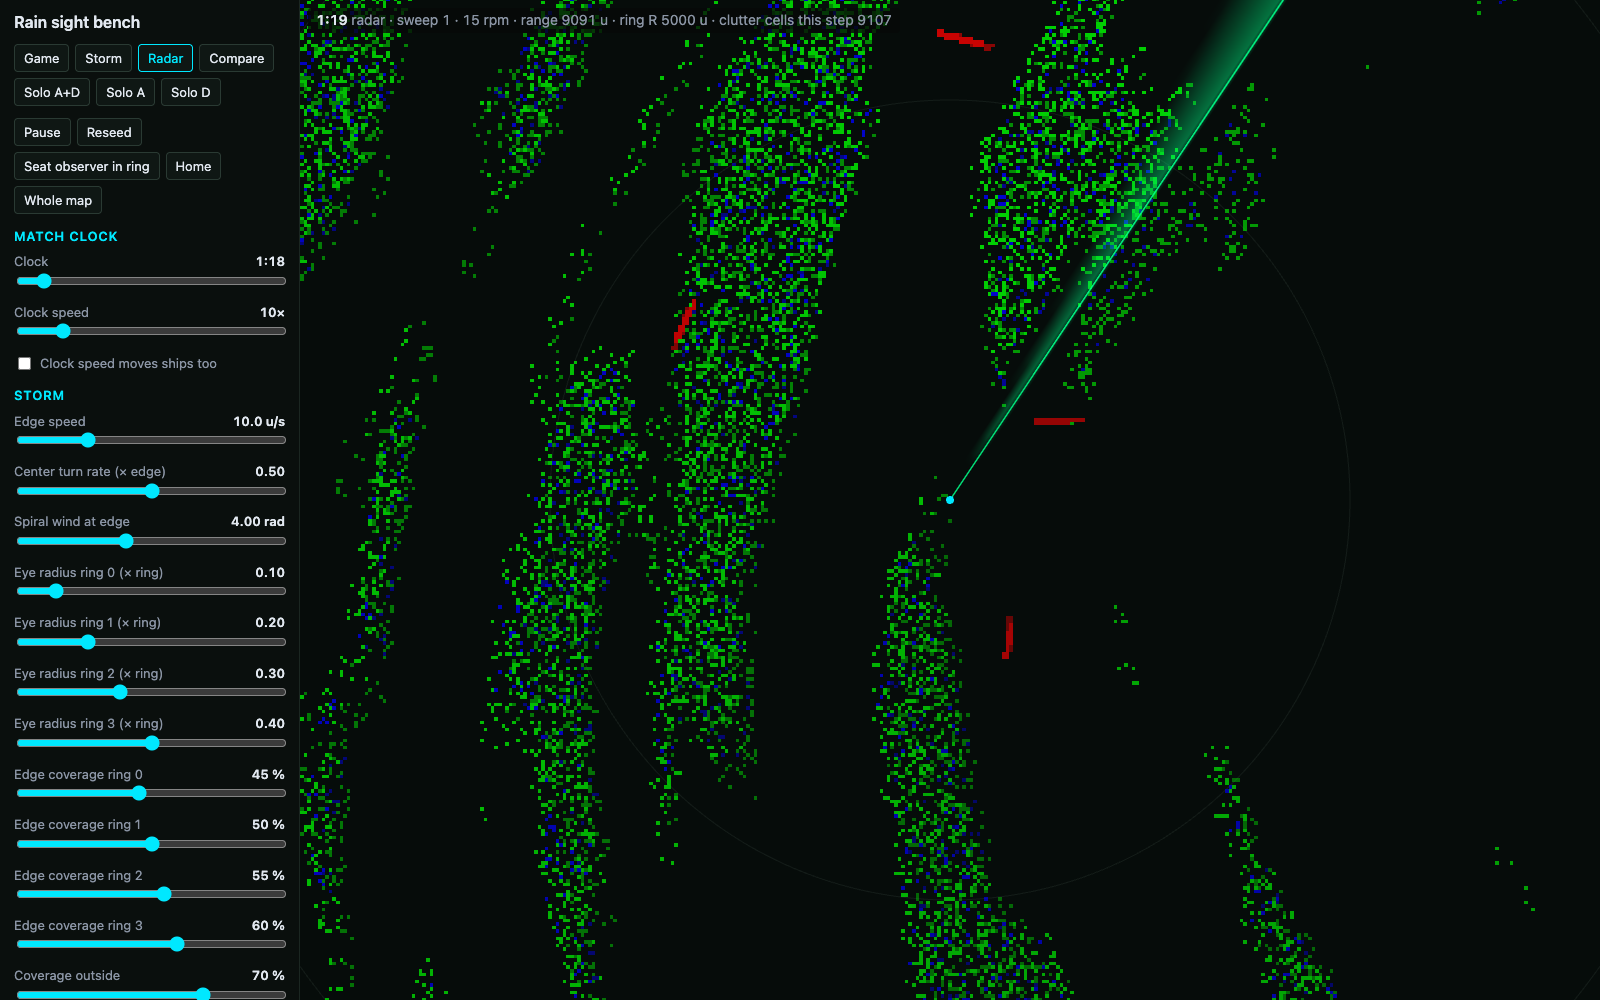 Rain sight bench
Game Storm Radar Compare
Solo A+D Solo A Solo D
Pause Reseed
Seat observer in ring Home
Whole map
MATCH CLOCK
Clock 1:18
Clock speed 10×
Clock speed moves ships too
STORM
Edge speed 10.0 u/s
Center turn rate (× edge) 0.50
Spiral wind at edge 4.00 rad
Eye radius ring 0 (× ring) 0.10
Eye radius ring 1 (× ring) 0.20
Eye radius ring 2 (× ring) 0.30
Eye radius ring 3 (× ring) 0.40
Edge coverage ring 0 45 %
Edge coverage ring 1 50 %
Edge coverage ring 2 55 %
Edge coverage ring 3 60 %
Coverage outside 70 %
1:19 radar · sweep 1 · 15 rpm · range 9091 u · ring R 5000 u · clutter cells this step 9107